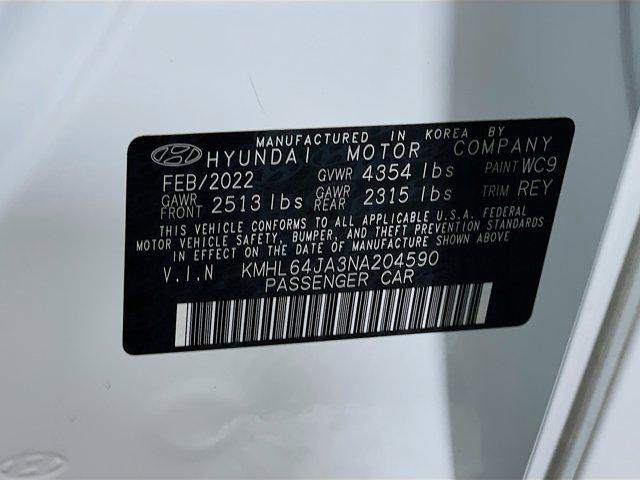 MANUFACTURED IN KOREA BY
HYUNDAI MOTOR COMPANY
FEB/2022 GVWR 4354 lbs PAINT WC9
GAWR FRONT 2513 lbs GAWR REAR 2315 lbs TRIM REY
THIS VEHICLE CONFORMS TO ALL APPLICABLE U.S.A. FEDERAL
MOTOR VEHICLE SAFETY, BUMPER, AND THEFT PREVENTION STANDARDS
IN EFFECT ON THE DATE OF MANUFACTURE SHOWN ABOVE
V.I.N KMHL64JA3NA204590
PASSENGER CAR